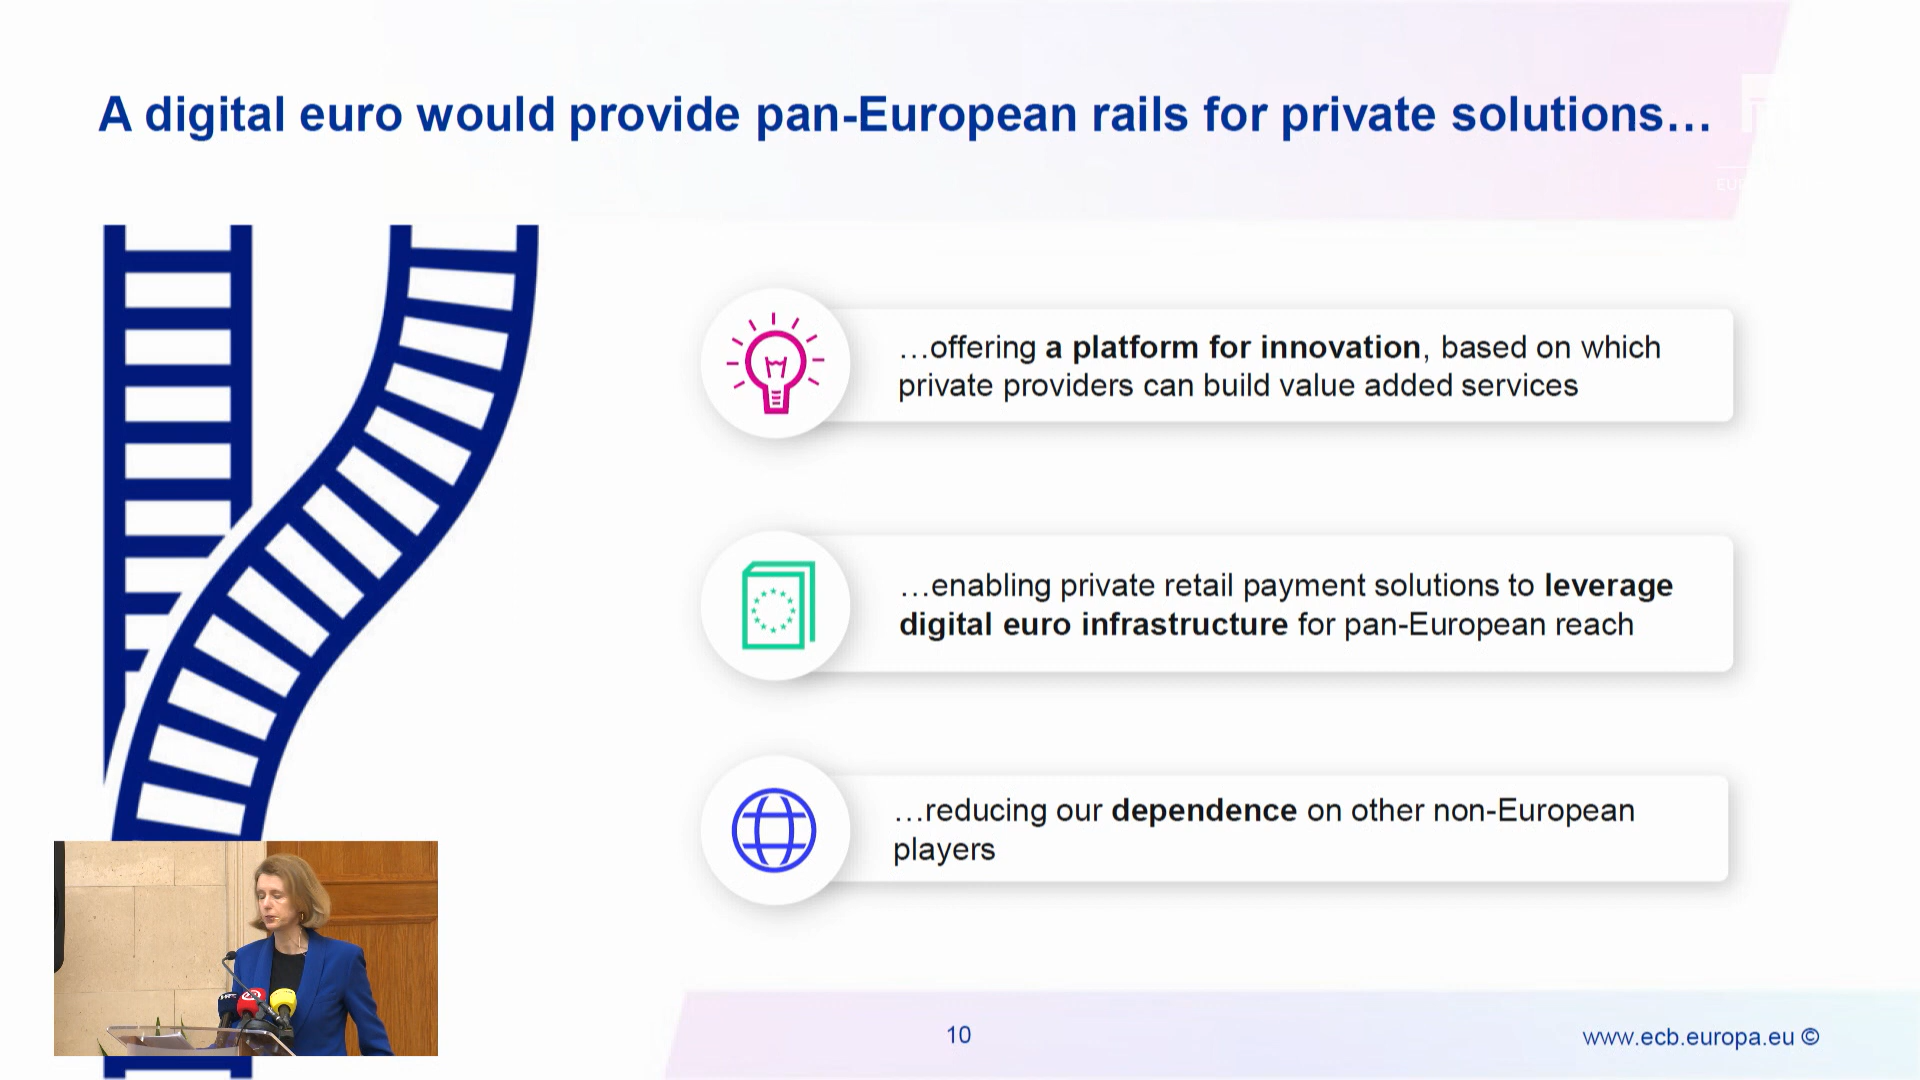 A digital euro would provide pan-European rails for private solutions…
…offering a platform for innovation, based on which
private providers can build value added services
…enabling private retail payment solutions to leverage
digital euro infrastructure for pan-European reach
…reducing our dependence on other non-European
players
10
www.ecb.europa.eu ©